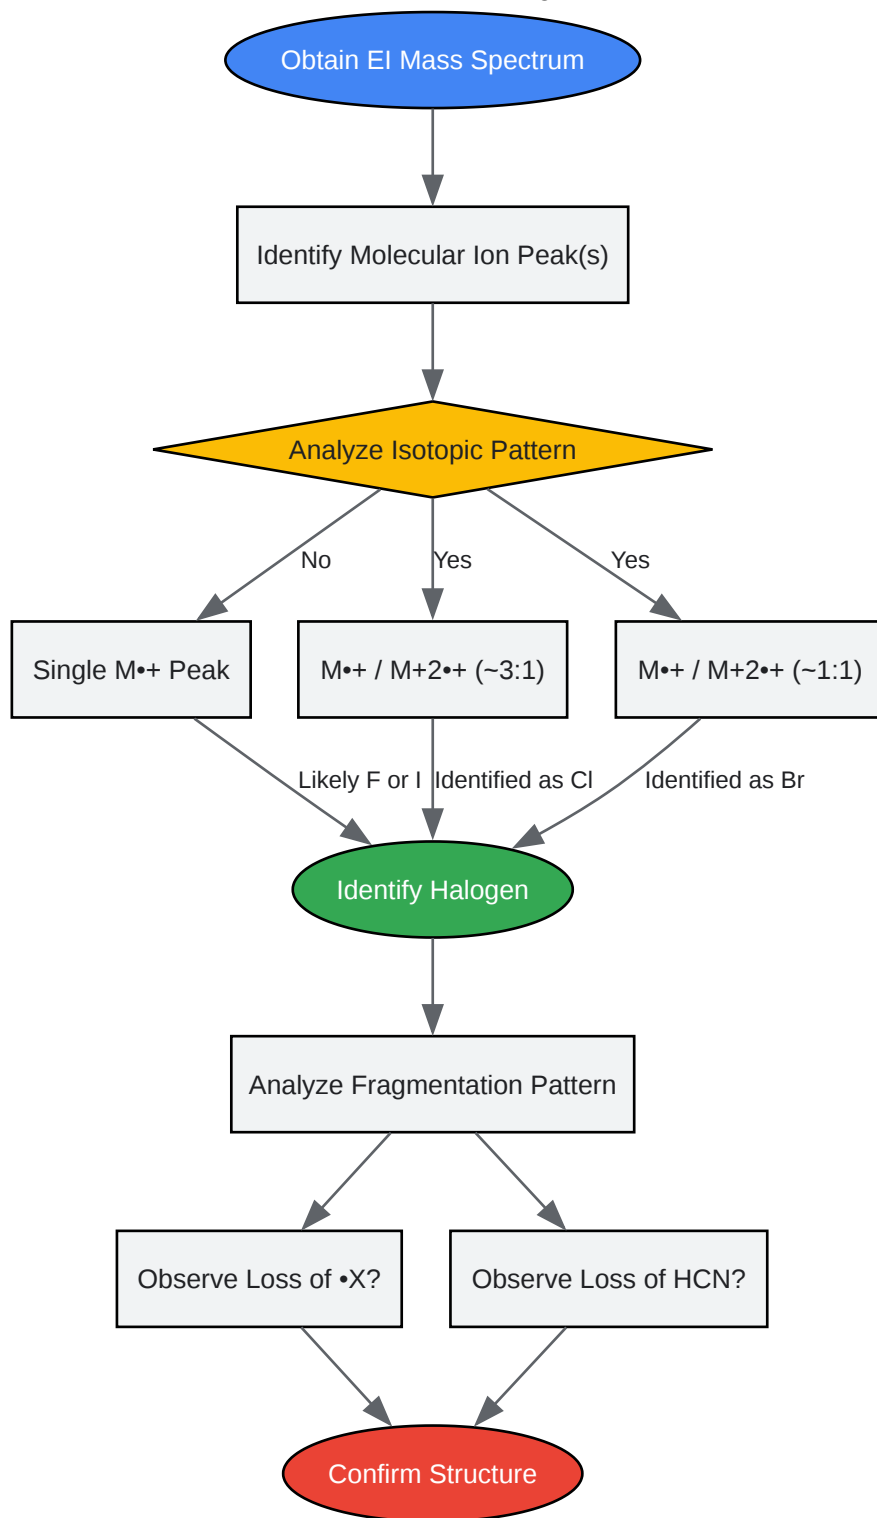 Obtain EI Mass Spectrum
Identify Molecular Ion Peak(s)
Analyze Isotopic Pattern
No
Yes
Yes
Single M•+ Peak
M•+ / M+2•+ (~3:1)
M•+ / M+2•+ (~1:1)
Likely F or I
Identified as Cl
Identified as Br
Identify Halogen
Analyze Fragmentation Pattern
Observe Loss of •X?
Observe Loss of HCN?
Confirm Structure